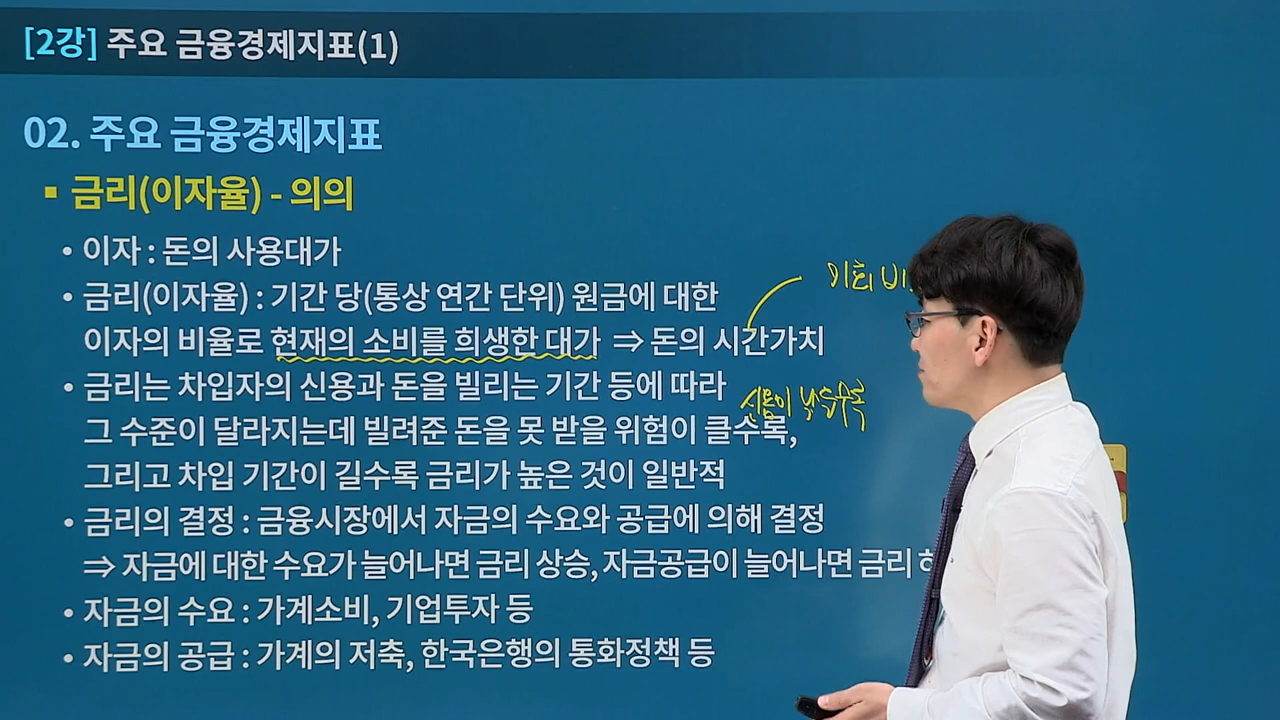 [2강] 주요 금융경제지표(1)
02. 주요 금융경제지표
▪ 금리(이자율) - 의의
• 이자 : 돈의 사용대가
기회 비
• 금리(이자율) : 기간 당(통상 연간 단위) 원금에 대한
이자의 비율로 현재의 소비를 희생한 대가 ⇒ 돈의 시간가치
• 금리는 차입자의 신용과 돈을 빌리는 기간 등에 따라
신용이 낮을수록
그 수준이 달라지는데 빌려준 돈을 못 받을 위험이 클수록,
그리고 차입 기간이 길수록 금리가 높은 것이 일반적
• 금리의 결정 : 금융시장에서 자금의 수요와 공급에 의해 결정
⇒ 자금에 대한 수요가 늘어나면 금리 상승, 자금공급이 늘어나면 금리 하
• 자금의 수요 : 가계소비, 기업투자 등
• 자금의 공급 : 가계의 저축, 한국은행의 통화정책 등